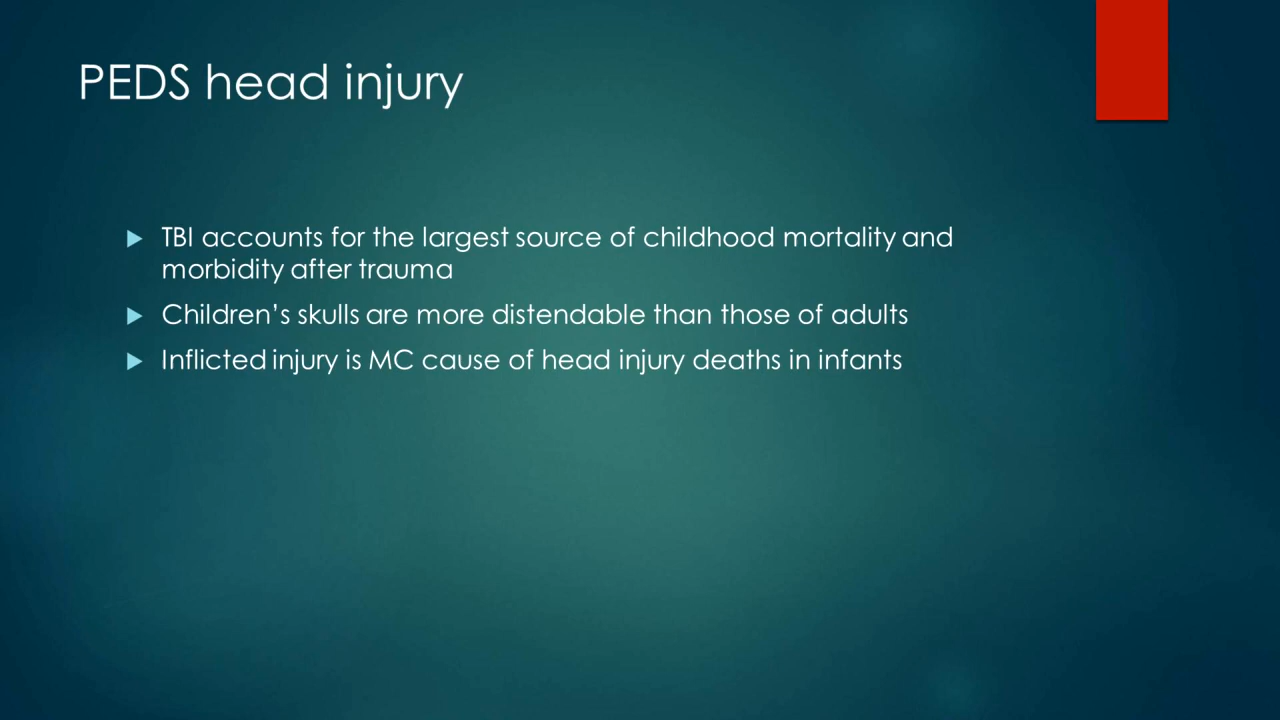 PEDS head injury
TBI accounts for the largest source of childhood mortality and
morbidity after trauma
Children’s skulls are more distendable than those of adults
Inflicted injury is MC cause of head injury deaths in infants